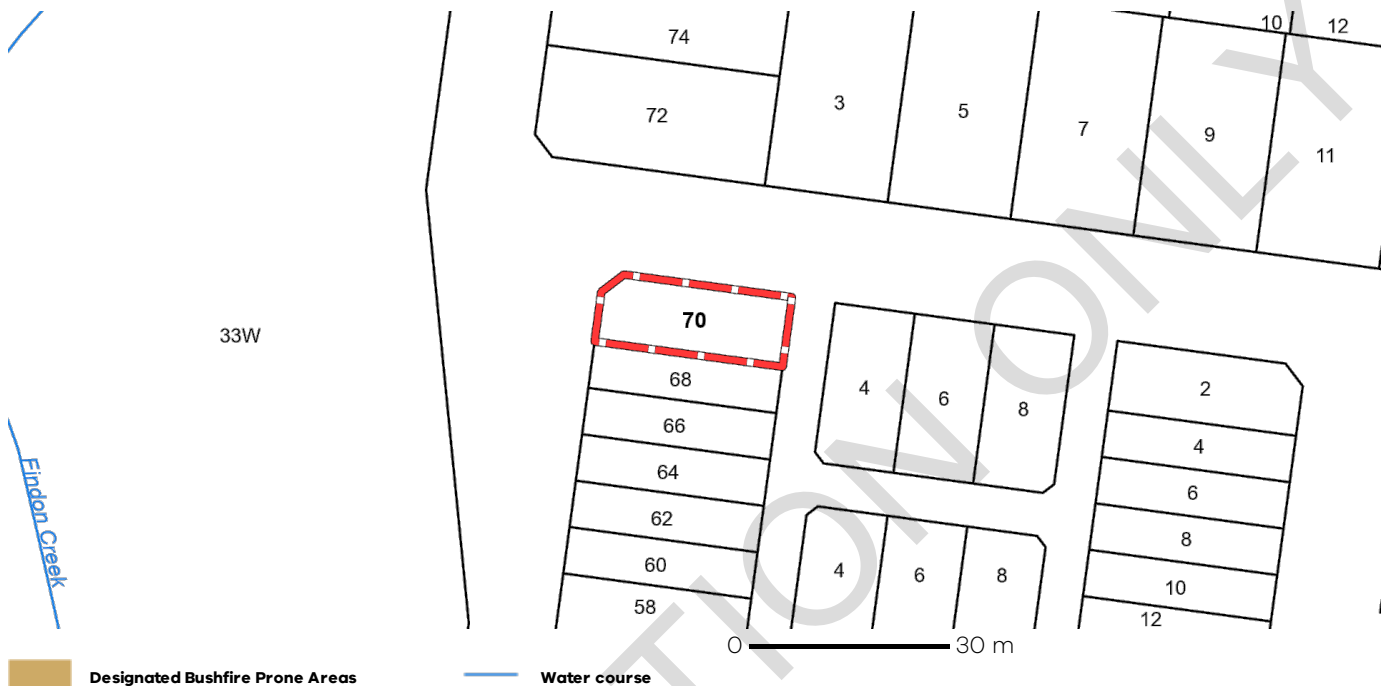 10 12
74
72 3 5 7 9 11
70
33W
68 4 6 8 2
66 4
64 6
62 8
60 4 6 8 10
58 12
Findon Creek
TION ONLY
0 30 m
Designated Bushfire Prone Areas Water course